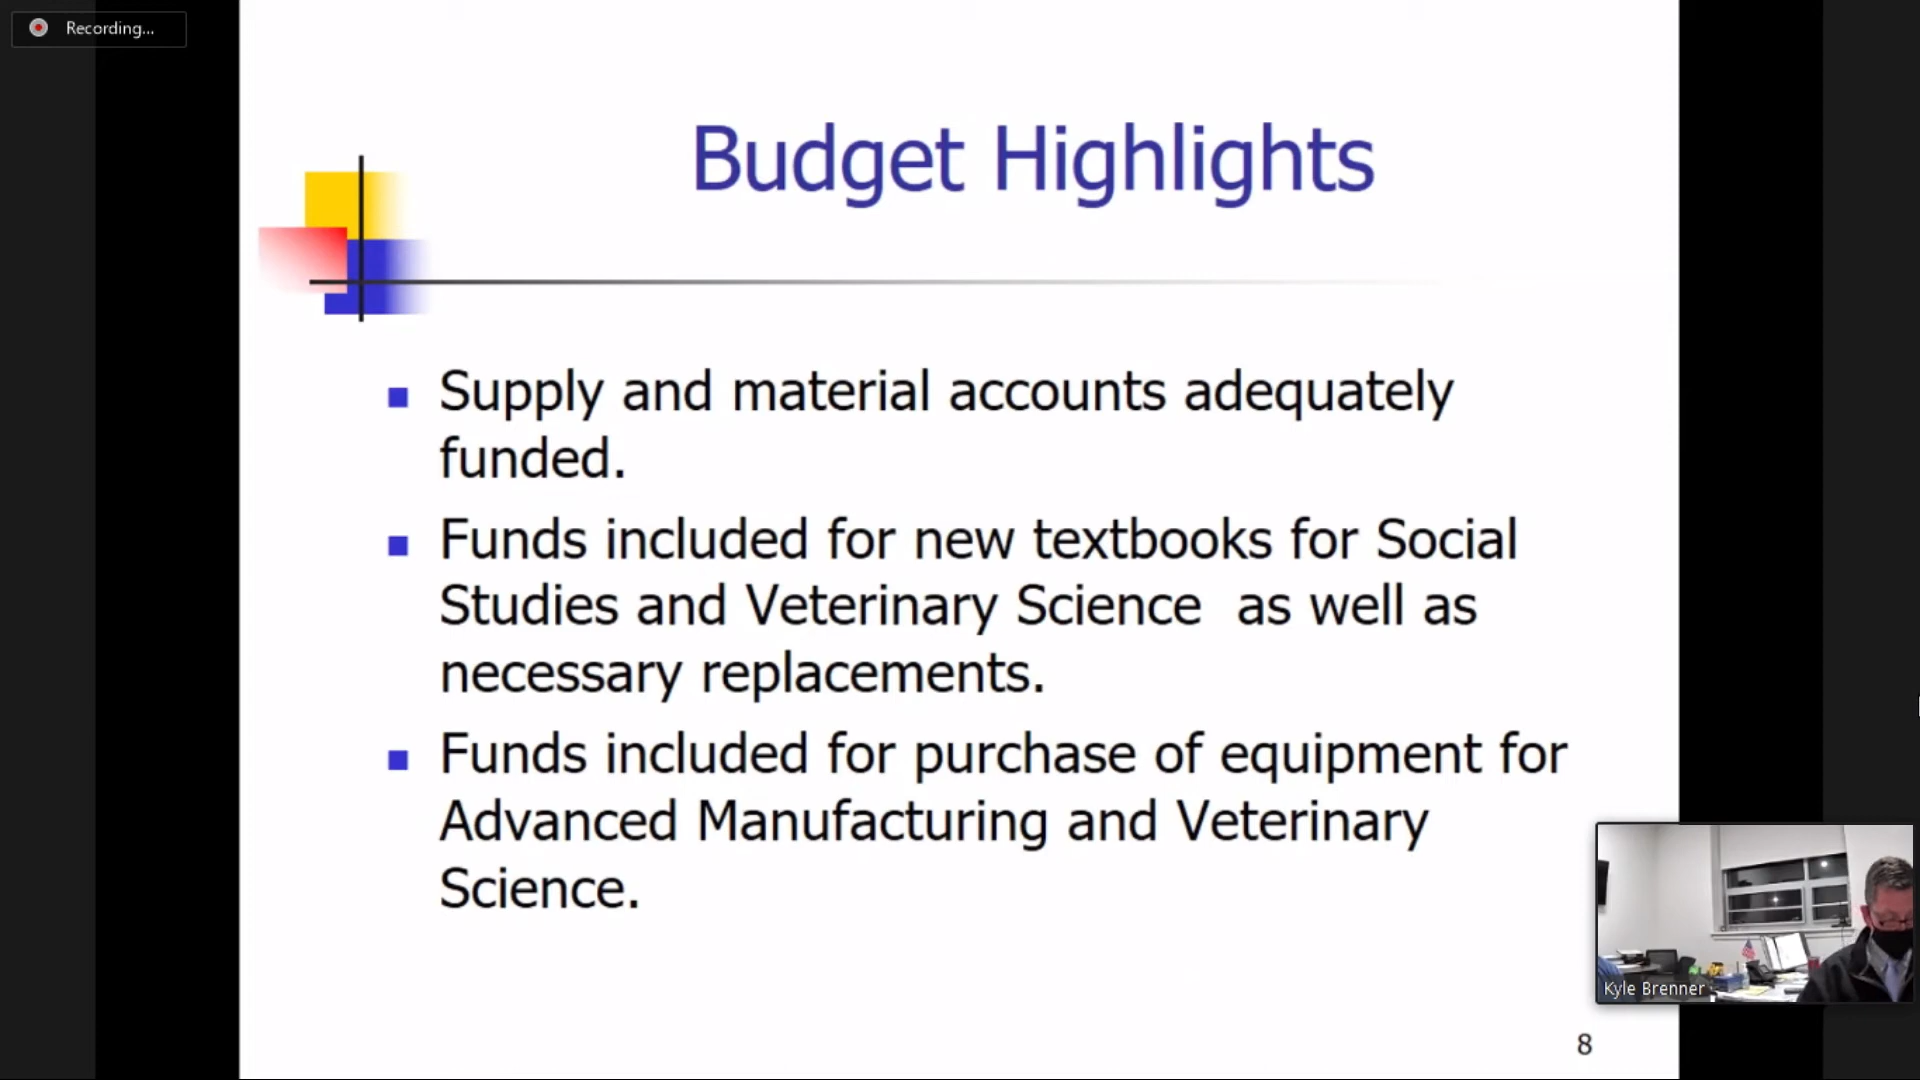 Recording...
Budget Highlights
Supply and material accounts adequately
funded.
Funds included for new textbooks for Social
Studies and Veterinary Science  as well as
necessary replacements.
Funds included for purchase of equipment for
Advanced Manufacturing and Veterinary
Science.
Kyle Brenner
8